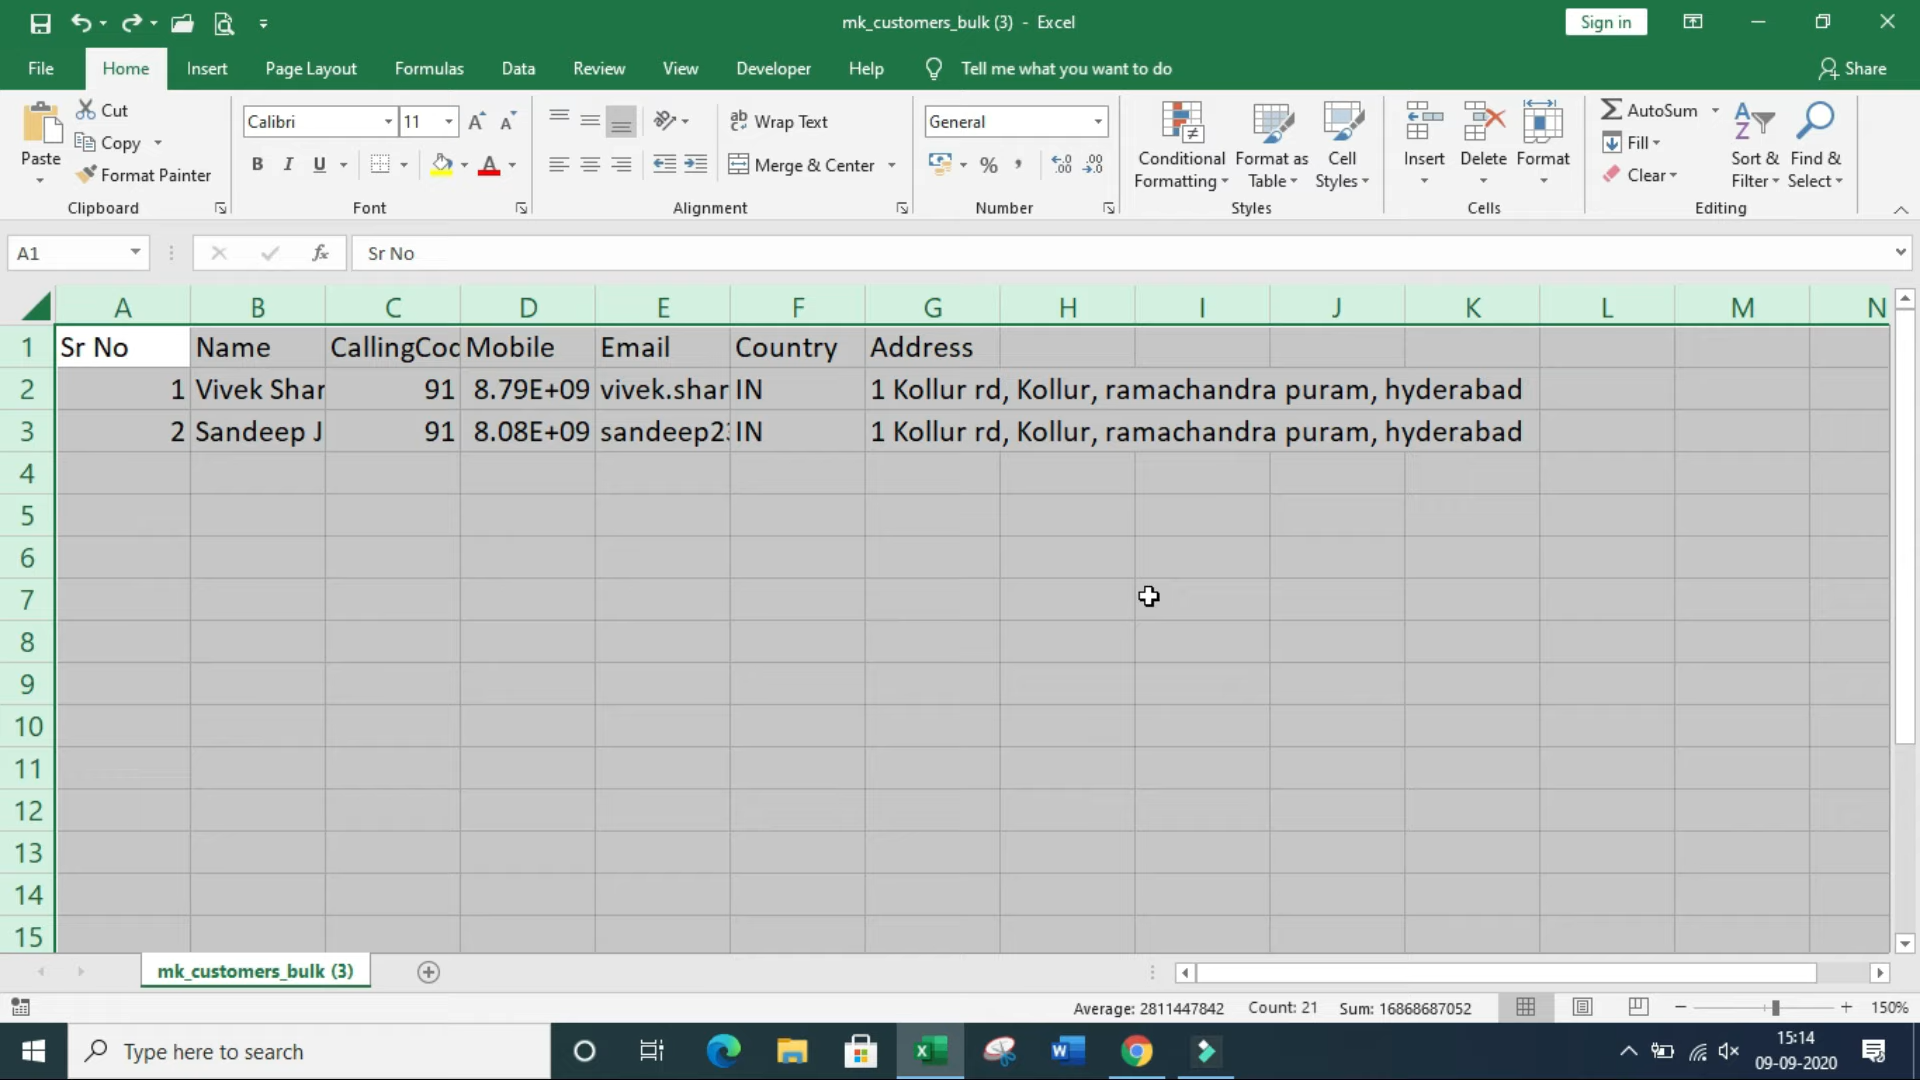 mk_customers_bulk (3) - Excel
Sign in
File Home Insert Page Layout Formulas Data Review View Developer Help Tell me what you want to do Share
Paste
Cut
Copy
Format Painter
Clipboard
Calibri 11
B I U A
Font
ab Wrap Text
Merge & Center
Alignment
General
% ,
Number
Conditional Formatting
Format as Table
Cell Styles
Styles
Insert Delete Format
Cells
AutoSum
Fill
Clear
Sort & Filter
Find & Select
Editing
A1 fx Sr No
A B C D E F G H I J K L M N
1 Sr No Name CallingCod Mobile Email Country Address
2 1 Vivek Shar 91 8.79E+09 vivek.shar IN 1 Kollur rd, Kollur, ramachandra puram, hyderabad
3 2 Sandeep J 91 8.08E+09 sandeep23 IN 1 Kollur rd, Kollur, ramachandra puram, hyderabad
4
5
6
7
8
9
10
11
12
13
14
15
mk_customers_bulk (3)
Average: 2811447842 Count: 21 Sum: 16868687052 150%
Type here to search
15:14
09-09-2020